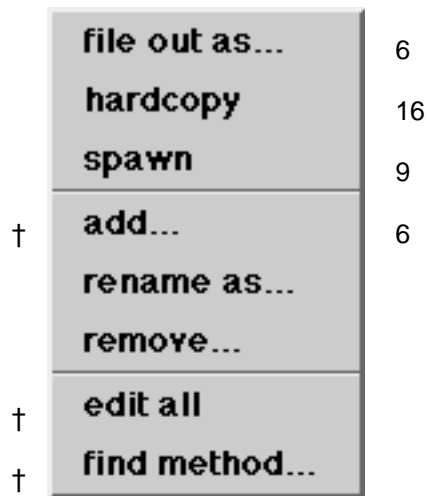 file out as... 6
hardcopy 16
spawn 9
† add... 6
rename as...
remove...
† edit all
† find method...